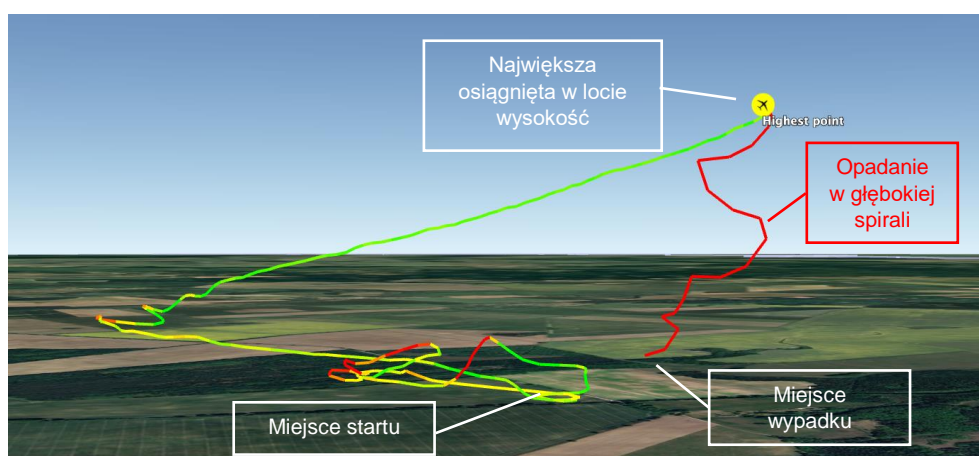 Największa
osiągnięta w locie
wysokość
Highest point
Opadanie
w głębokiej
spirali
Miejsce startu
Miejsce
wypadku